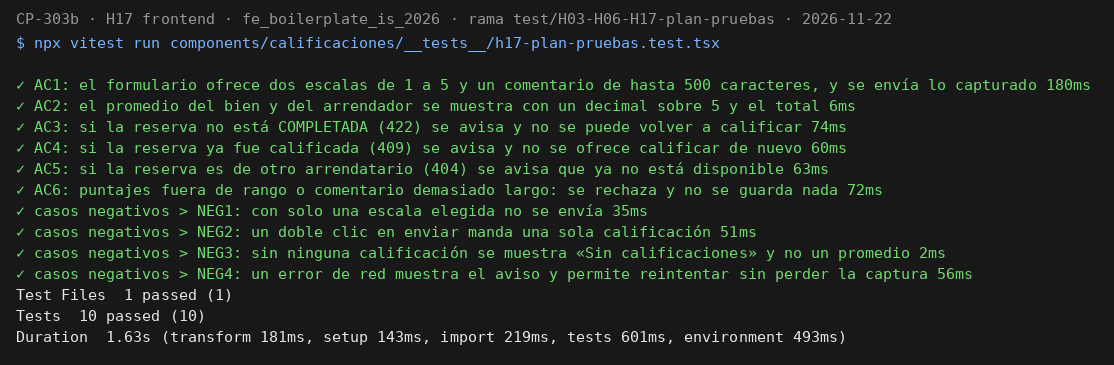 CP-303b · H17 frontend · fe_boilerplate_is_2026 · rama test/H03-H06-H17-plan-pruebas · 2026-11-22
$ npx vitest run components/calificaciones/__tests__/h17-plan-pruebas.test.tsx
✓ AC1: el formulario ofrece dos escalas de 1 a 5 y un comentario de hasta 500 caracteres, y se envía lo capturado 180ms
✓ AC2: el promedio del bien y del arrendador se muestra con un decimal sobre 5 y el total 6ms
✓ AC3: si la reserva no está COMPLETADA (422) se avisa y no se puede volver a calificar 74ms
✓ AC4: si la reserva ya fue calificada (409) se avisa y no se ofrece calificar de nuevo 60ms
✓ AC5: si la reserva es de otro arrendatario (404) se avisa que ya no está disponible 63ms
✓ AC6: puntajes fuera de rango o comentario demasiado largo: se rechaza y no se guarda nada 72ms
✓ casos negativos > NEG1: con solo una escala elegida no se envía 35ms
✓ casos negativos > NEG2: un doble clic en enviar manda una sola calificación 51ms
✓ casos negativos > NEG3: sin ninguna calificación se muestra «Sin calificaciones» y no un promedio 2ms
✓ casos negativos > NEG4: un error de red muestra el aviso y permite reintentar sin perder la captura 56ms
Test Files  1 passed (1)
Tests  10 passed (10)
Duration  1.63s (transform 181ms, setup 143ms, import 219ms, tests 601ms, environment 493ms)